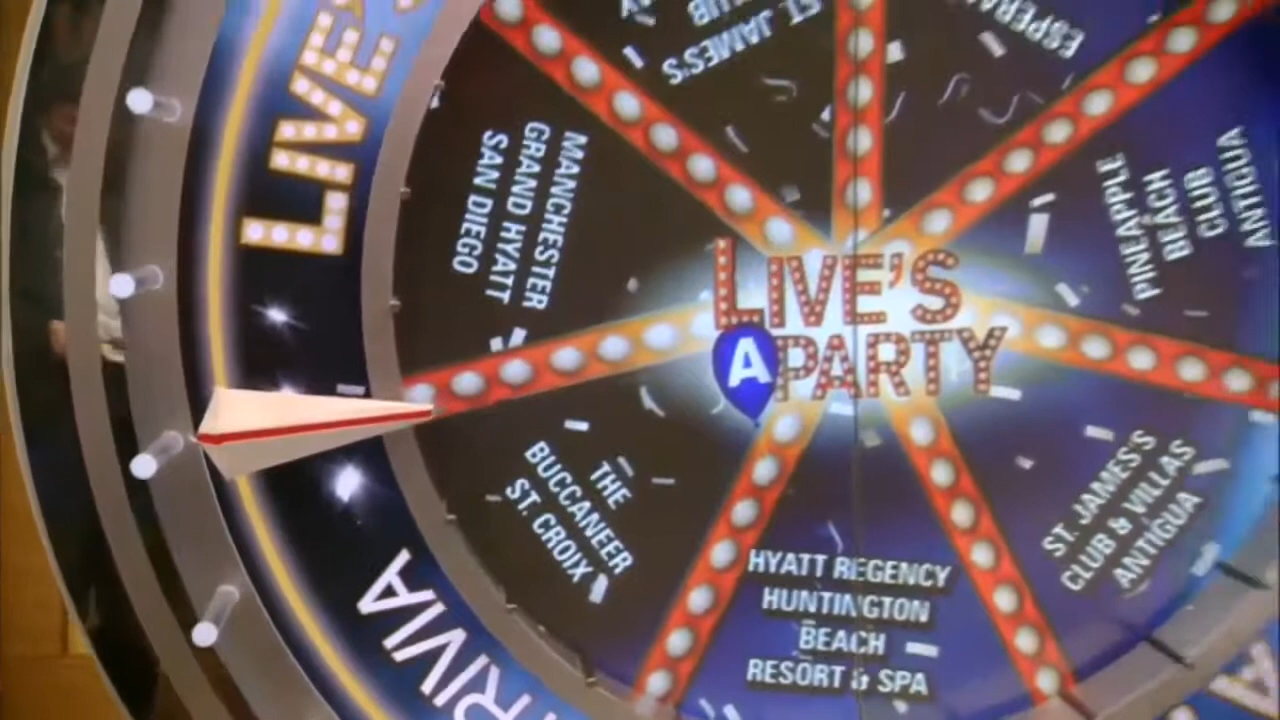 LIVE'S
ST. JAMES'S
MANCHESTER
GRAND HYATT
SAN DIEGO
PINEAPPLE
BEACH
CLUB
ANTIGUA
LIVE'S
A PARTY
THE
BUCCANEER
ST. CROIX
HYATT REGENCY
HUNTINGTON
BEACH
RESORT & SPA
ST. JAMES'S
CLUB & VILLAS
ANTIGUA
TRIVIA